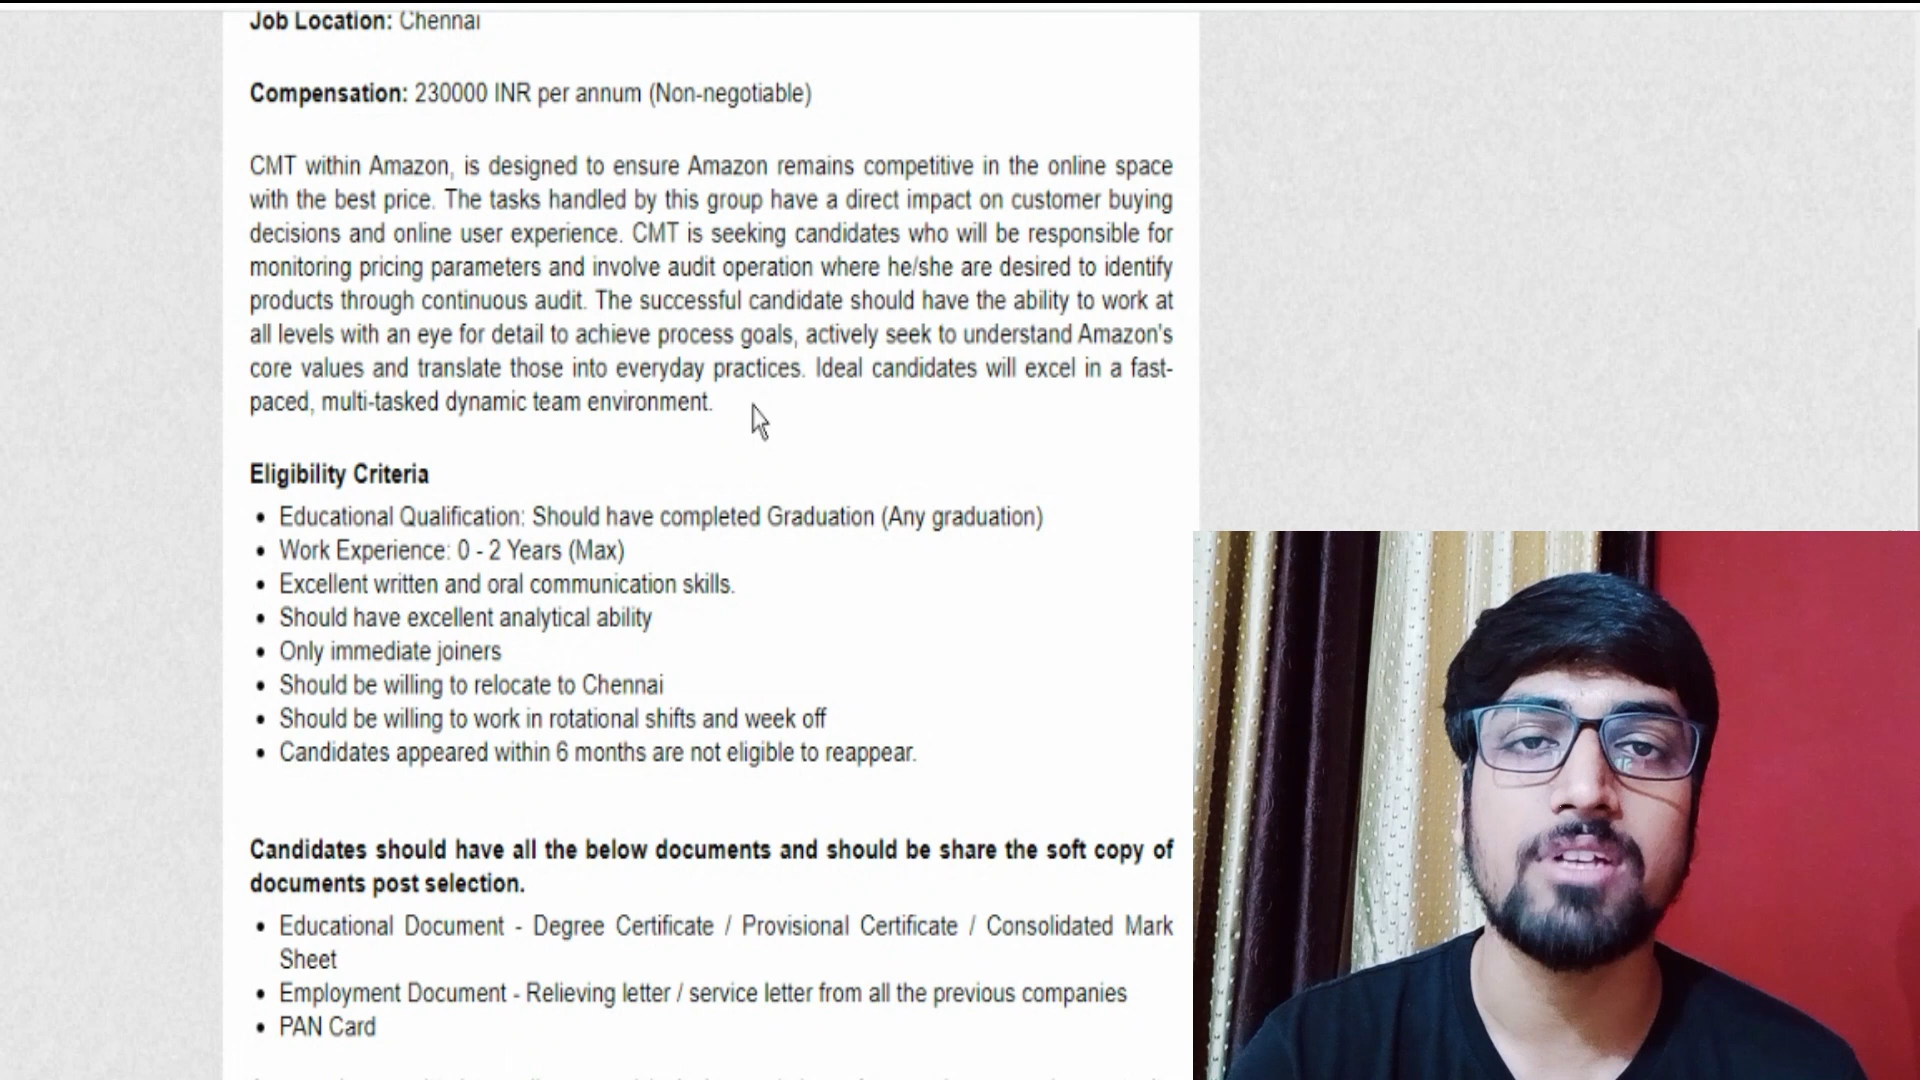 Job Location: Chennai
Compensation: 230000 INR per annum (Non-negotiable)
CMT within Amazon, is designed to ensure Amazon remains competitive in the online space
with the best price. The tasks handled by this group have a direct impact on customer buying
decisions and online user experience. CMT is seeking candidates who will be responsible for
monitoring pricing parameters and involve audit operation where he/she are desired to identify
products through continuous audit. The successful candidate should have the ability to work at
all levels with an eye for detail to achieve process goals, actively seek to understand Amazon's
core values and translate those into everyday practices. Ideal candidates will excel in a fast-
paced, multi-tasked dynamic team environment.
Eligibility Criteria
• Educational Qualification: Should have completed Graduation (Any graduation)
• Work Experience: 0 - 2 Years (Max)
• Excellent written and oral communication skills.
• Should have excellent analytical ability
• Only immediate joiners
• Should be willing to relocate to Chennai
• Should be willing to work in rotational shifts and week off
• Candidates appeared within 6 months are not eligible to reappear.
Candidates should have all the below documents and should be share the soft copy of
documents post selection.
• Educational Document - Degree Certificate / Provisional Certificate / Consolidated Mark
Sheet
• Employment Document - Relieving letter / service letter from all the previous companies
• PAN Card